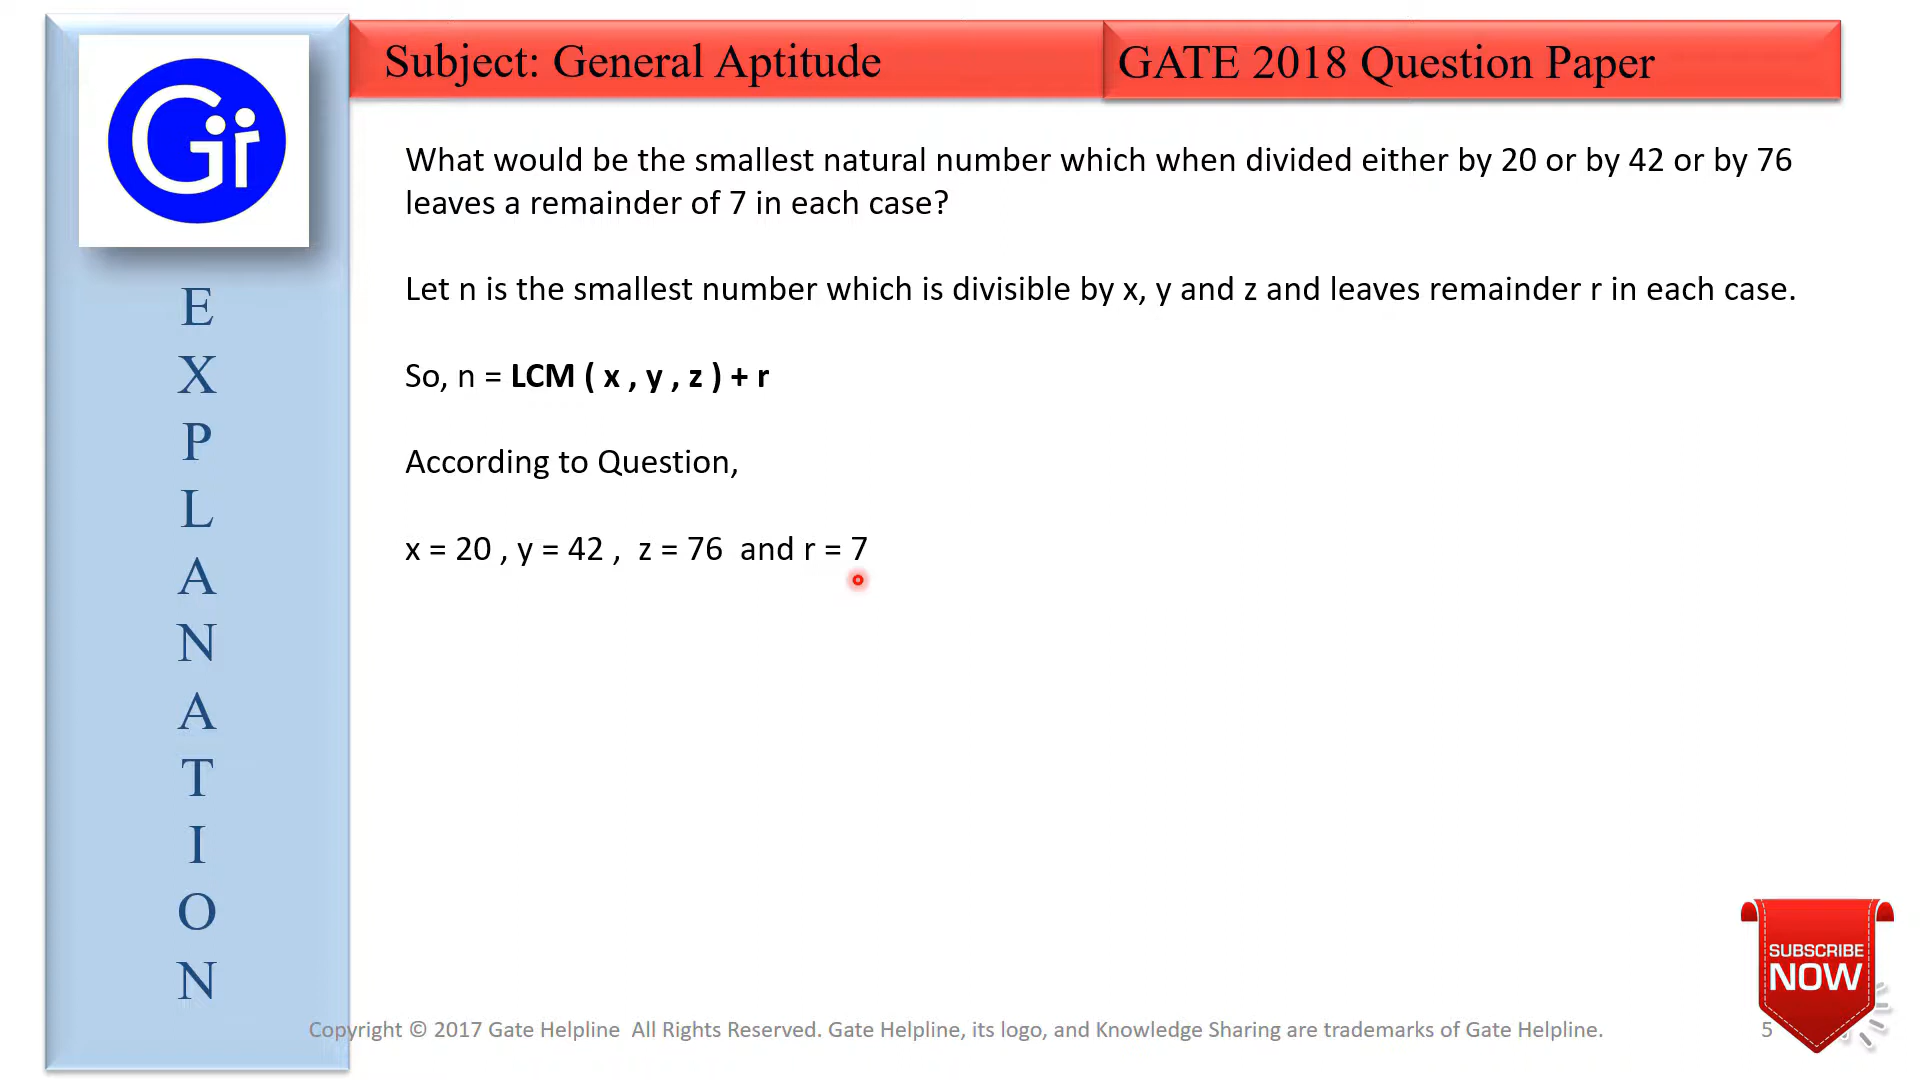 Gir
Subject: General Aptitude
GATE 2018 Question Paper
What would be the smallest natural number which when divided either by 20 or by 42 or by 76
leaves a remainder of 7 in each case?
Let n is the smallest number which is divisible by x, y and z and leaves remainder r in each case.
So, n = LCM ( x , y , z ) + r
According to Question,
x = 20 , y = 42 , z = 76 and r = 7
E
X
P
L
A
N
A
T
I
O
N
SUBSCRIBE
NOW
Copyright © 2017 Gate Helpline All Rights Reserved. Gate Helpline, its logo, and Knowledge Sharing are trademarks of Gate Helpline.
5